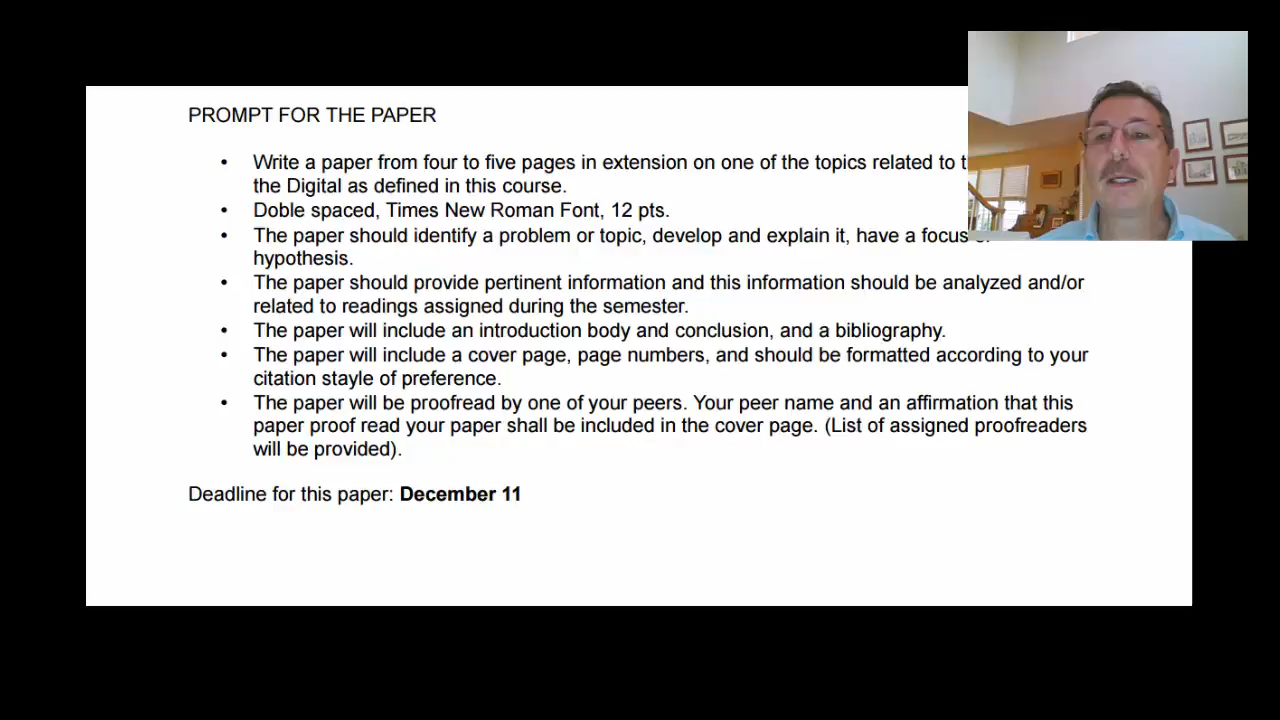 PROMPT FOR THE PAPER
• Write a paper from four to five pages in extension on one of the topics related to
the Digital as defined in this course.
• Doble spaced, Times New Roman Font, 12 pts.
• The paper should identify a problem or topic, develop and explain it, have a focus
hypothesis.
• The paper should provide pertinent information and this information should be analyzed and/or
related to readings assigned during the semester.
• The paper will include an introduction body and conclusion, and a bibliography.
• The paper will include a cover page, page numbers, and should be formatted according to your
citation stayle of preference.
• The paper will be proofread by one of your peers. Your peer name and an affirmation that this
paper proof read your paper shall be included in the cover page. (List of assigned proofreaders
will be provided).
Deadline for this paper: December 11